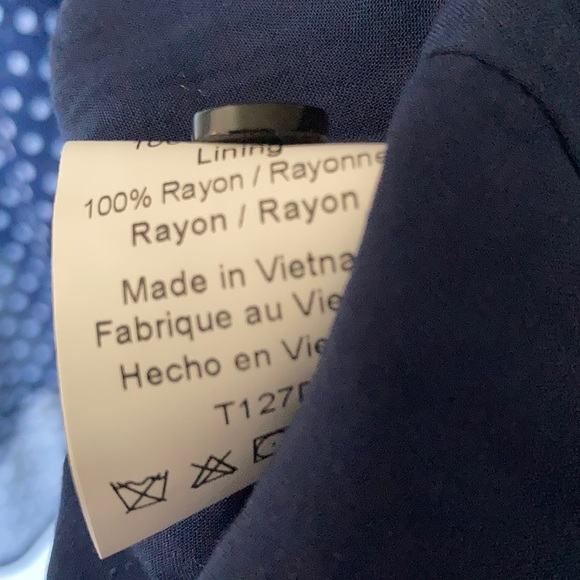 Lining
100% Rayon / Rayonne
Rayon / Rayon
Made in Vietna
Fabrique au Vie
Hecho en Vie
T127